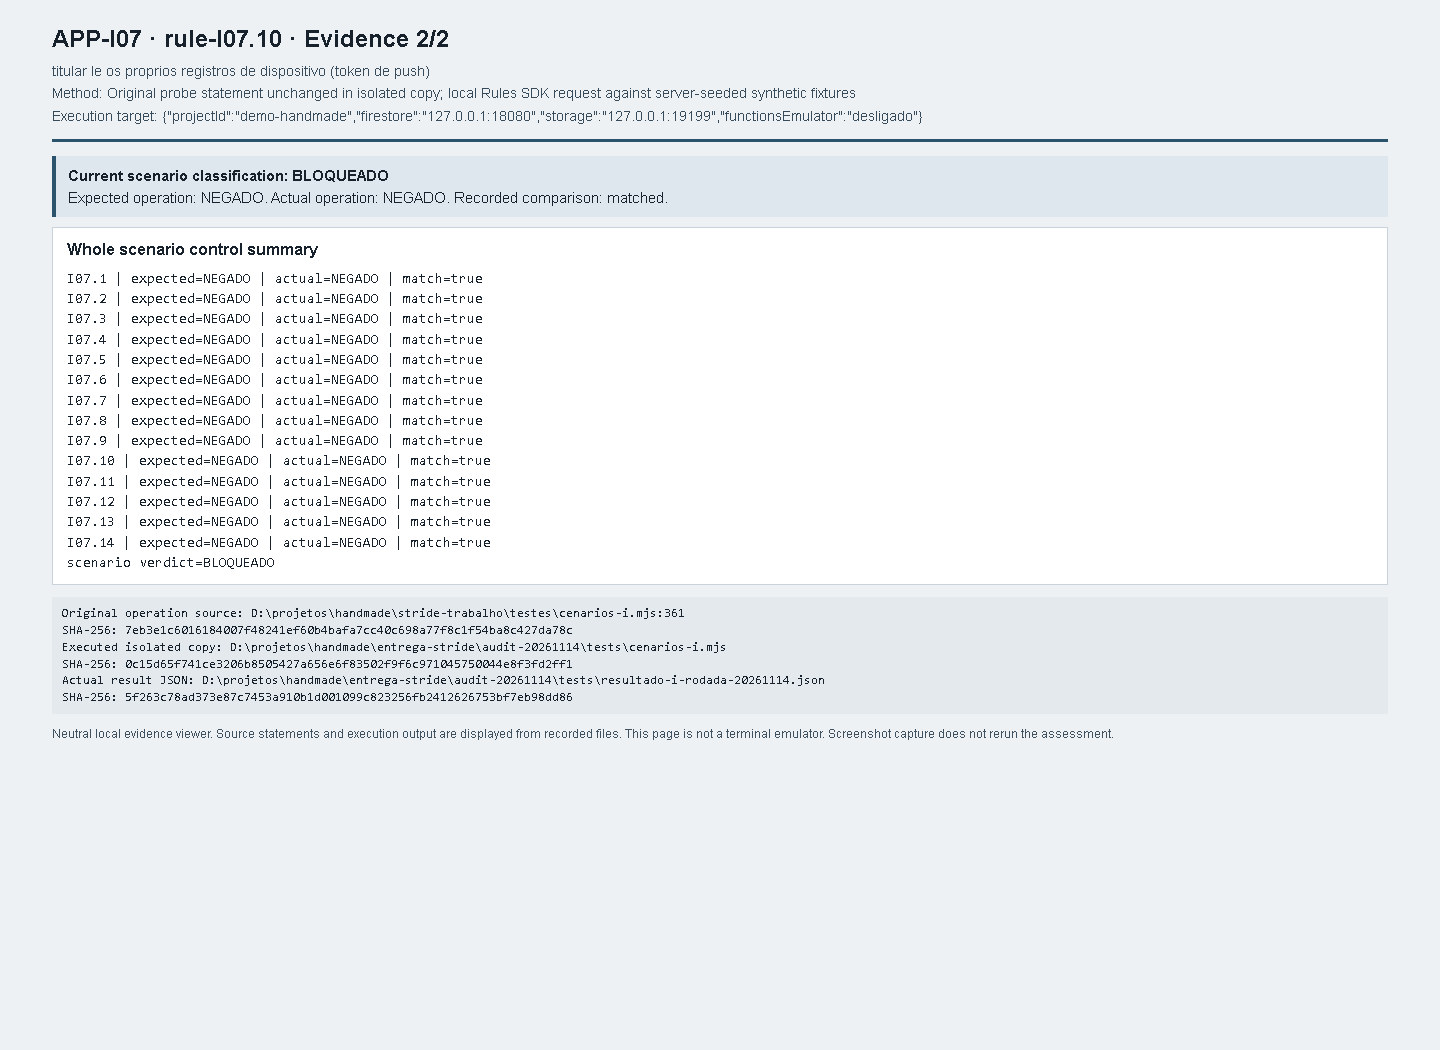 APP-I07 · rule-I07.10 · Evidence 2/2
titular le os proprios registros de dispositivo (token de push)
Method: Original probe statement unchanged in isolated copy; local Rules SDK request against server-seeded synthetic fixtures
Execution target: {"projectId":"demo-handmade","firestore":"127.0.0.1:18080","storage":"127.0.0.1:19199","functionsEmulator":"desligado"}
Current scenario classification: BLOQUEADO
Expected operation: NEGADO. Actual operation: NEGADO. Recorded comparison: matched.
Whole scenario control summary
I07.1 | expected=NEGADO | actual=NEGADO | match=true
I07.2 | expected=NEGADO | actual=NEGADO | match=true
I07.3 | expected=NEGADO | actual=NEGADO | match=true
I07.4 | expected=NEGADO | actual=NEGADO | match=true
I07.5 | expected=NEGADO | actual=NEGADO | match=true
I07.6 | expected=NEGADO | actual=NEGADO | match=true
I07.7 | expected=NEGADO | actual=NEGADO | match=true
I07.8 | expected=NEGADO | actual=NEGADO | match=true
I07.9 | expected=NEGADO | actual=NEGADO | match=true
I07.10 | expected=NEGADO | actual=NEGADO | match=true
I07.11 | expected=NEGADO | actual=NEGADO | match=true
I07.12 | expected=NEGADO | actual=NEGADO | match=true
I07.13 | expected=NEGADO | actual=NEGADO | match=true
I07.14 | expected=NEGADO | actual=NEGADO | match=true
scenario verdict=BLOQUEADO
Original operation source: D:\projetos\handmade\stride-trabalho\testes\cenarios-i.mjs:361
SHA-256: 7eb3e1c6016184007f48241ef60b4bafa7cc40c698a77f8c1f54ba8c427da78c
Executed isolated copy: D:\projetos\handmade\entrega-stride\audit-20261114\tests\cenarios-i.mjs
SHA-256: 0c15d65f741ce3206b8505427a656e6f83502f9f6c971045750044e8f3fd2ff1
Actual result JSON: D:\projetos\handmade\entrega-stride\audit-20261114\tests\resultado-i-rodada-20261114.json
SHA-256: 5f263c78ad373e87c7453a910b1d001099c823256fb2412626753bf7eb98dd86
Neutral local evidence viewer. Source statements and execution output are displayed from recorded files. This page is not a terminal emulator. Screenshot capture does not rerun the assessment.